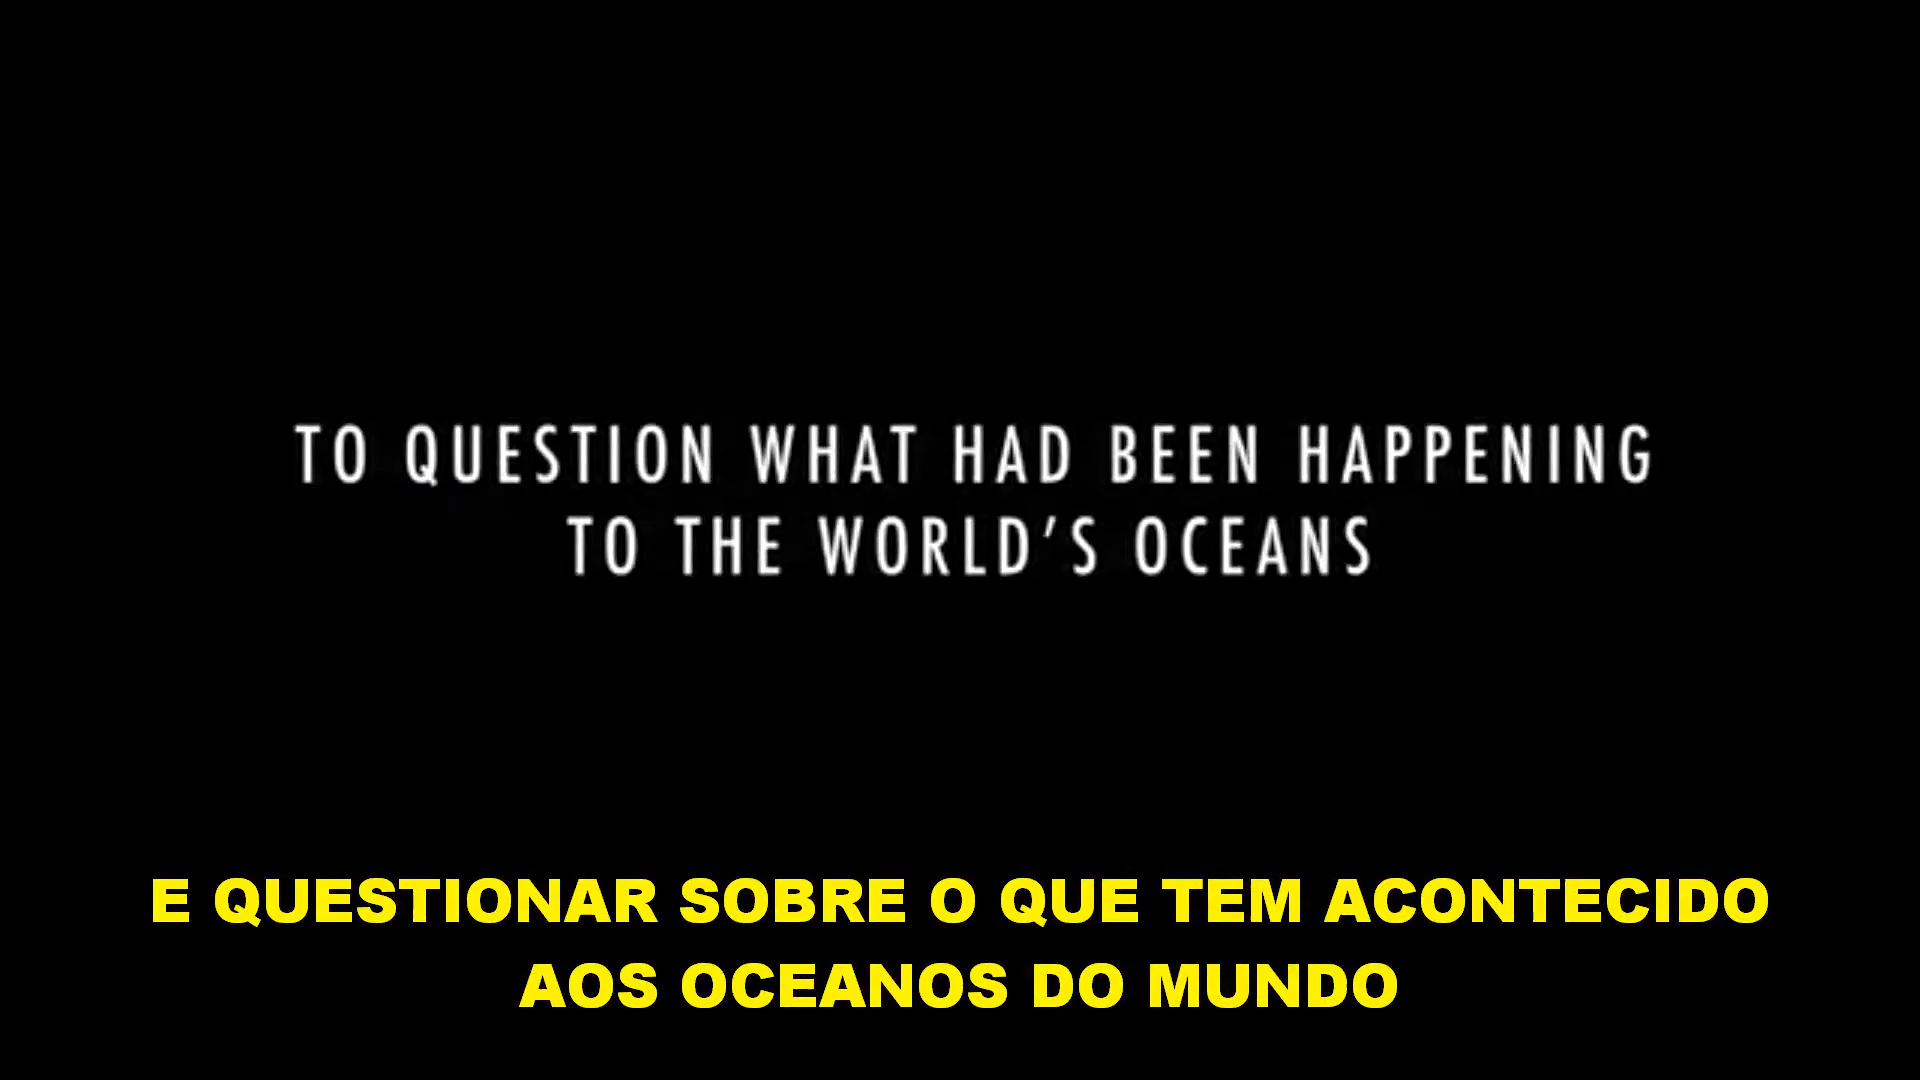 TO QUESTION WHAT HAD BEEN HAPPENING
TO THE WORLD’S OCEANS
E QUESTIONAR SOBRE O QUE TEM ACONTECIDO
AOS OCEANOS DO MUNDO